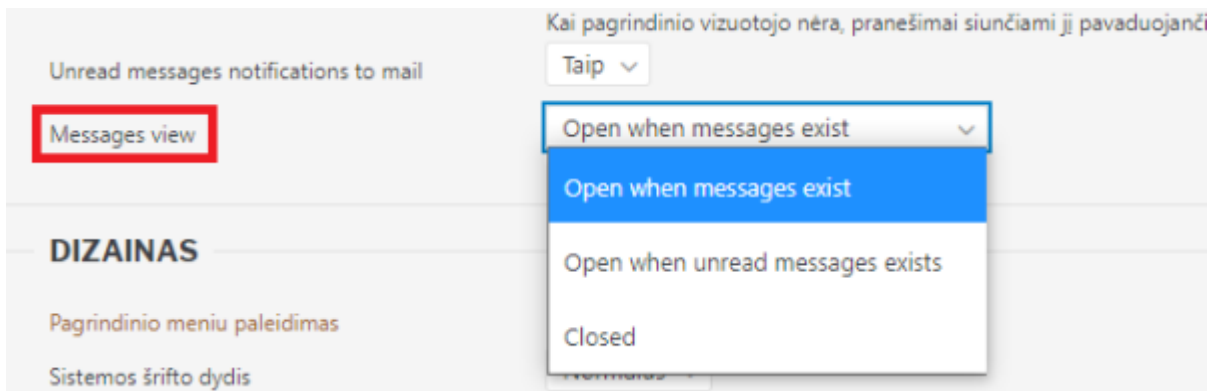 Kai pagrindinio vizuotojo nėra, pranešimai siunčiami jį
Unread messages notifications to mail
Taip
Messages view
Open when messages exist
Open when messages exist
Open when unread messages exists
Closed
DIZAINAS
Pagrindinio meniu paleidimas
Sistemos šrifto dydis